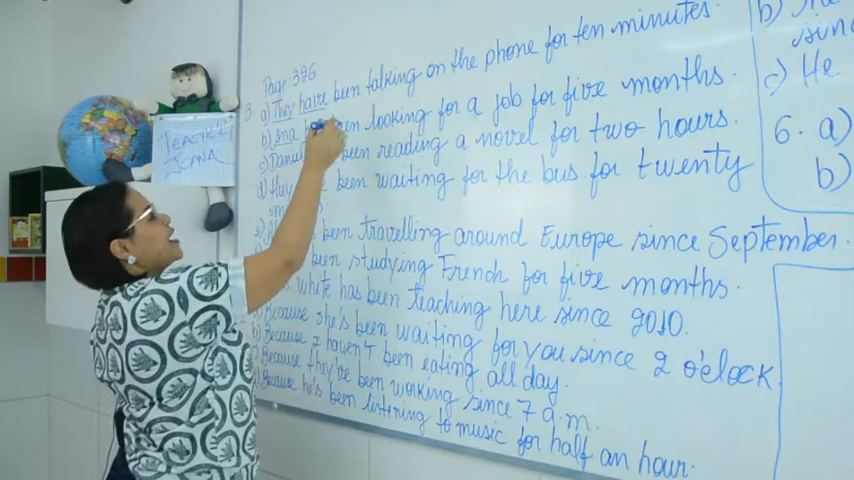 Page: 396
TEACHER
JOANA
3 a) They have been talking on the phone for ten minutes.
b) Ana been looking for a job for five months.
c) Daniel been reading a novel for two hours.
d) they been waiting for the bus for twenty
e) been travelling around Europe since September.
been studying French for five months.
white has been teaching here since 2010.
Because she's been waiting for you since 2 o'clock
b) Because I haven't been eating all day.
Because they've been working since 7 a.m.
Because he's been listening to music for half an hour.
b)
sinc
c) He
6. a)
b)